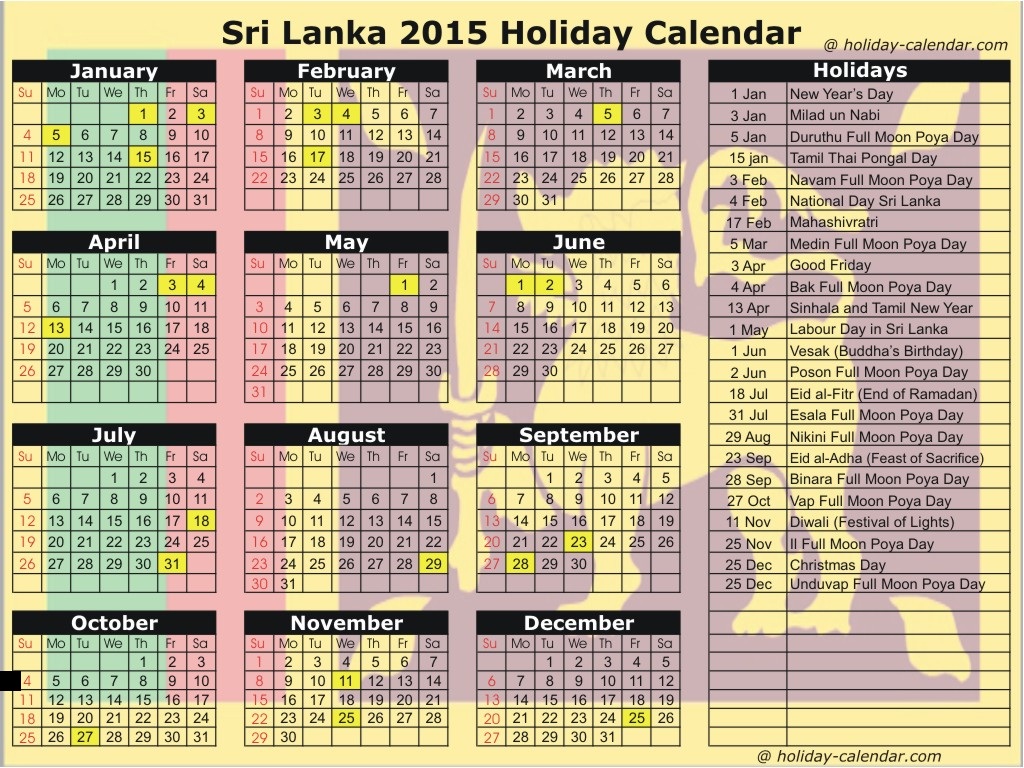 Sri Lanka 2015 Holiday Calendar
@ holiday-calendar.com
January
Su Mo Tu We Th Fr Sa
1 2 3
4 5 6 7 8 9 10
11 12 13 14 15 16 17
18 19 20 21 22 23 24
25 26 27 28 29 30 31
February
Su Mo Tu We Th Fr Sa
1 2 3 4 5 6 7
8 9 10 11 12 13 14
15 16 17 18 19 20 21
22 23 24 25 26 27 28
March
Su Mo Tu We Th Fr Sa
1 2 3 4 5 6 7
8 9 10 11 12 13 14
15 16 17 18 19 20 21
22 23 24 25 26 27 28
29 30 31
April
Su Mo Tu We Th Fr Sa
1 2 3 4
5 6 7 8 9 10 11
12 13 14 15 16 17 18
19 20 21 22 23 24 25
26 27 28 29 30
May
Su Mo Tu We Th Fr Sa
1 2
3 4 5 6 7 8 9
10 11 12 13 14 15 16
17 18 19 20 21 22 23
24 25 26 27 28 29 30
31
June
Su Mo Tu We Th Fr Sa
1 2 3 4 5 6
7 8 9 10 11 12 13
14 15 16 17 18 19 20
21 22 23 24 25 26 27
28 29 30
July
Su Mo Tu We Th Fr Sa
1 2 3 4
5 6 7 8 9 10 11
12 13 14 15 16 17 18
19 20 21 22 23 24 25
26 27 28 29 30 31
August
Su Mo Tu We Th Fr Sa
1
2 3 4 5 6 7 8
9 10 11 12 13 14 15
16 17 18 19 20 21 22
23 24 25 26 27 28 29
30 31
September
Su Mo Tu We Th Fr Sa
1 2 3 4 5
6 7 8 9 10 11 12
13 14 15 16 17 18 19
20 21 22 23 24 25 26
27 28 29 30
October
Su Mo Tu We Th Fr Sa
1 2 3
4 5 6 7 8 9 10
11 12 13 14 15 16 17
18 19 20 21 22 23 24
25 26 27 28 29 30 31
November
Su Mo Tu We Th Fr Sa
1 2 3 4 5 6 7
8 9 10 11 12 13 14
15 16 17 18 19 20 21
22 23 24 25 26 27 28
29 30
December
Su Mo Tu We Th Fr Sa
1 2 3 4 5
6 7 8 9 10 11 12
13 14 15 16 17 18 19
20 21 22 23 24 25 26
27 28 29 30 31
Holidays
1 Jan New Year's Day
3 Jan Milad un Nabi
5 Jan Duruthu Full Moon Poya Day
15 jan Tamil Thai Pongal Day
3 Feb Navam Full Moon Poya Day
4 Feb National Day Sri Lanka
17 Feb Mahashivratri
5 Mar Medin Full Moon Poya Day
3 Apr Good Friday
4 Apr Bak Full Moon Poya Day
13 Apr Sinhala and Tamil New Year
1 May Labour Day in Sri Lanka
1 Jun Vesak (Buddha's Birthday)
2 Jun Poson Full Moon Poya Day
18 Jul Eid al-Fitr (End of Ramadan)
31 Jul Esala Full Moon Poya Day
29 Aug Nikini Full Moon Poya Day
23 Sep Eid al-Adha (Feast of Sacrifice)
28 Sep Binara Full Moon Poya Day
27 Oct Vap Full Moon Poya Day
11 Nov Diwali (Festival of Lights)
25 Nov Il Full Moon Poya Day
25 Dec Christmas Day
25 Dec Unduvap Full Moon Poya Day
@ holiday-calendar.com